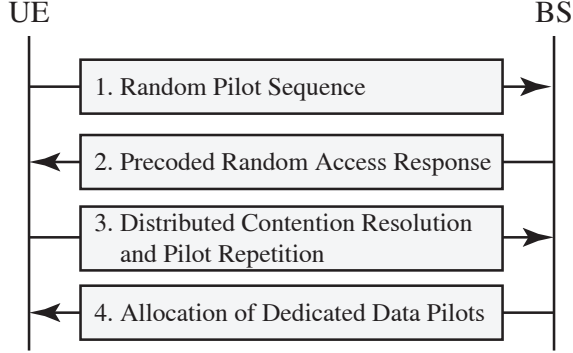 UE BS
1. Random Pilot Sequence
2. Precoded Random Access Response
3. Distributed Contention Resolution
and Pilot Repetition
4. Allocation of Dedicated Data Pilots